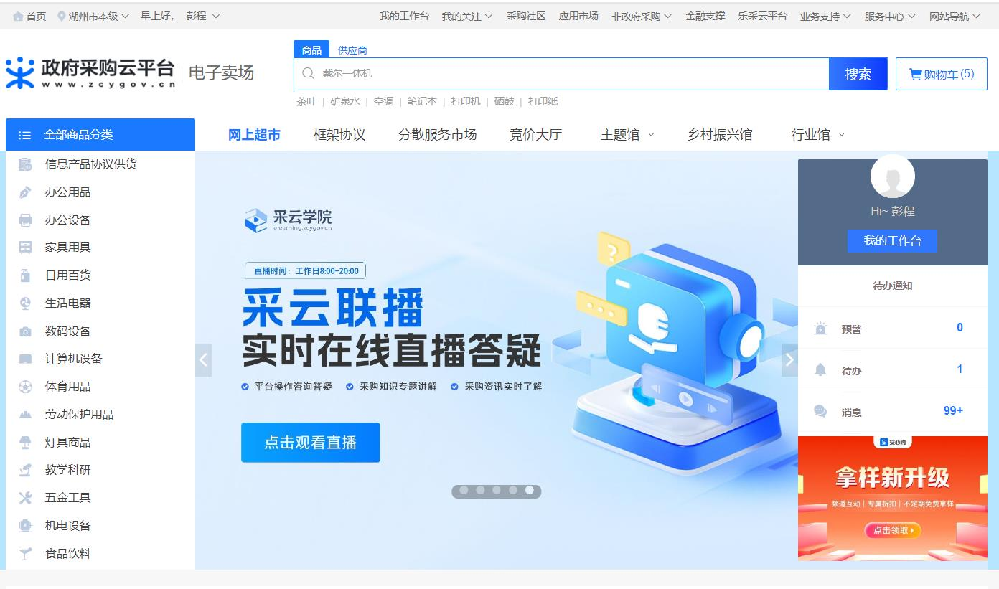 首页 湖州市本级 早上好, 彭程 我的工作台 我的关注 采购社区 应用市场 非政府采购 金融支撑 乐采云平台 业务支持 服务中心 网站导航
政府采购云平台
www.zcygov.cn
电子卖场
商品 供应商
戴尔一体机
搜索
购物车(5)
茶叶 | 矿泉水 | 空调 | 笔记本 | 打印机 | 硒鼓 | 打印纸
全部商品分类
网上超市 框架协议 分散服务市场 竞价大厅 主题馆 乡村振兴馆 行业馆
信息产品协议供货
办公用品
办公设备
家具用具
日用百货
生活电器
数码设备
计算机设备
体育用品
劳动保护用品
灯具商品
教学科研
五金工具
机电设备
食品饮料
采云学院
elearning.zcygov.cn
直播时间：工作日8:00-20:00
采云联播
实时在线直播答疑
平台操作咨询答疑 采购知识专题讲解 采购资讯实时了解
点击观看直播
?
Hi~ 彭程
我的工作台
待办通知
预警 0
待办 1
消息 99+
安心购
拿样新升级
频道互动 | 专属折扣 | 不定期免费拿样
点击领取